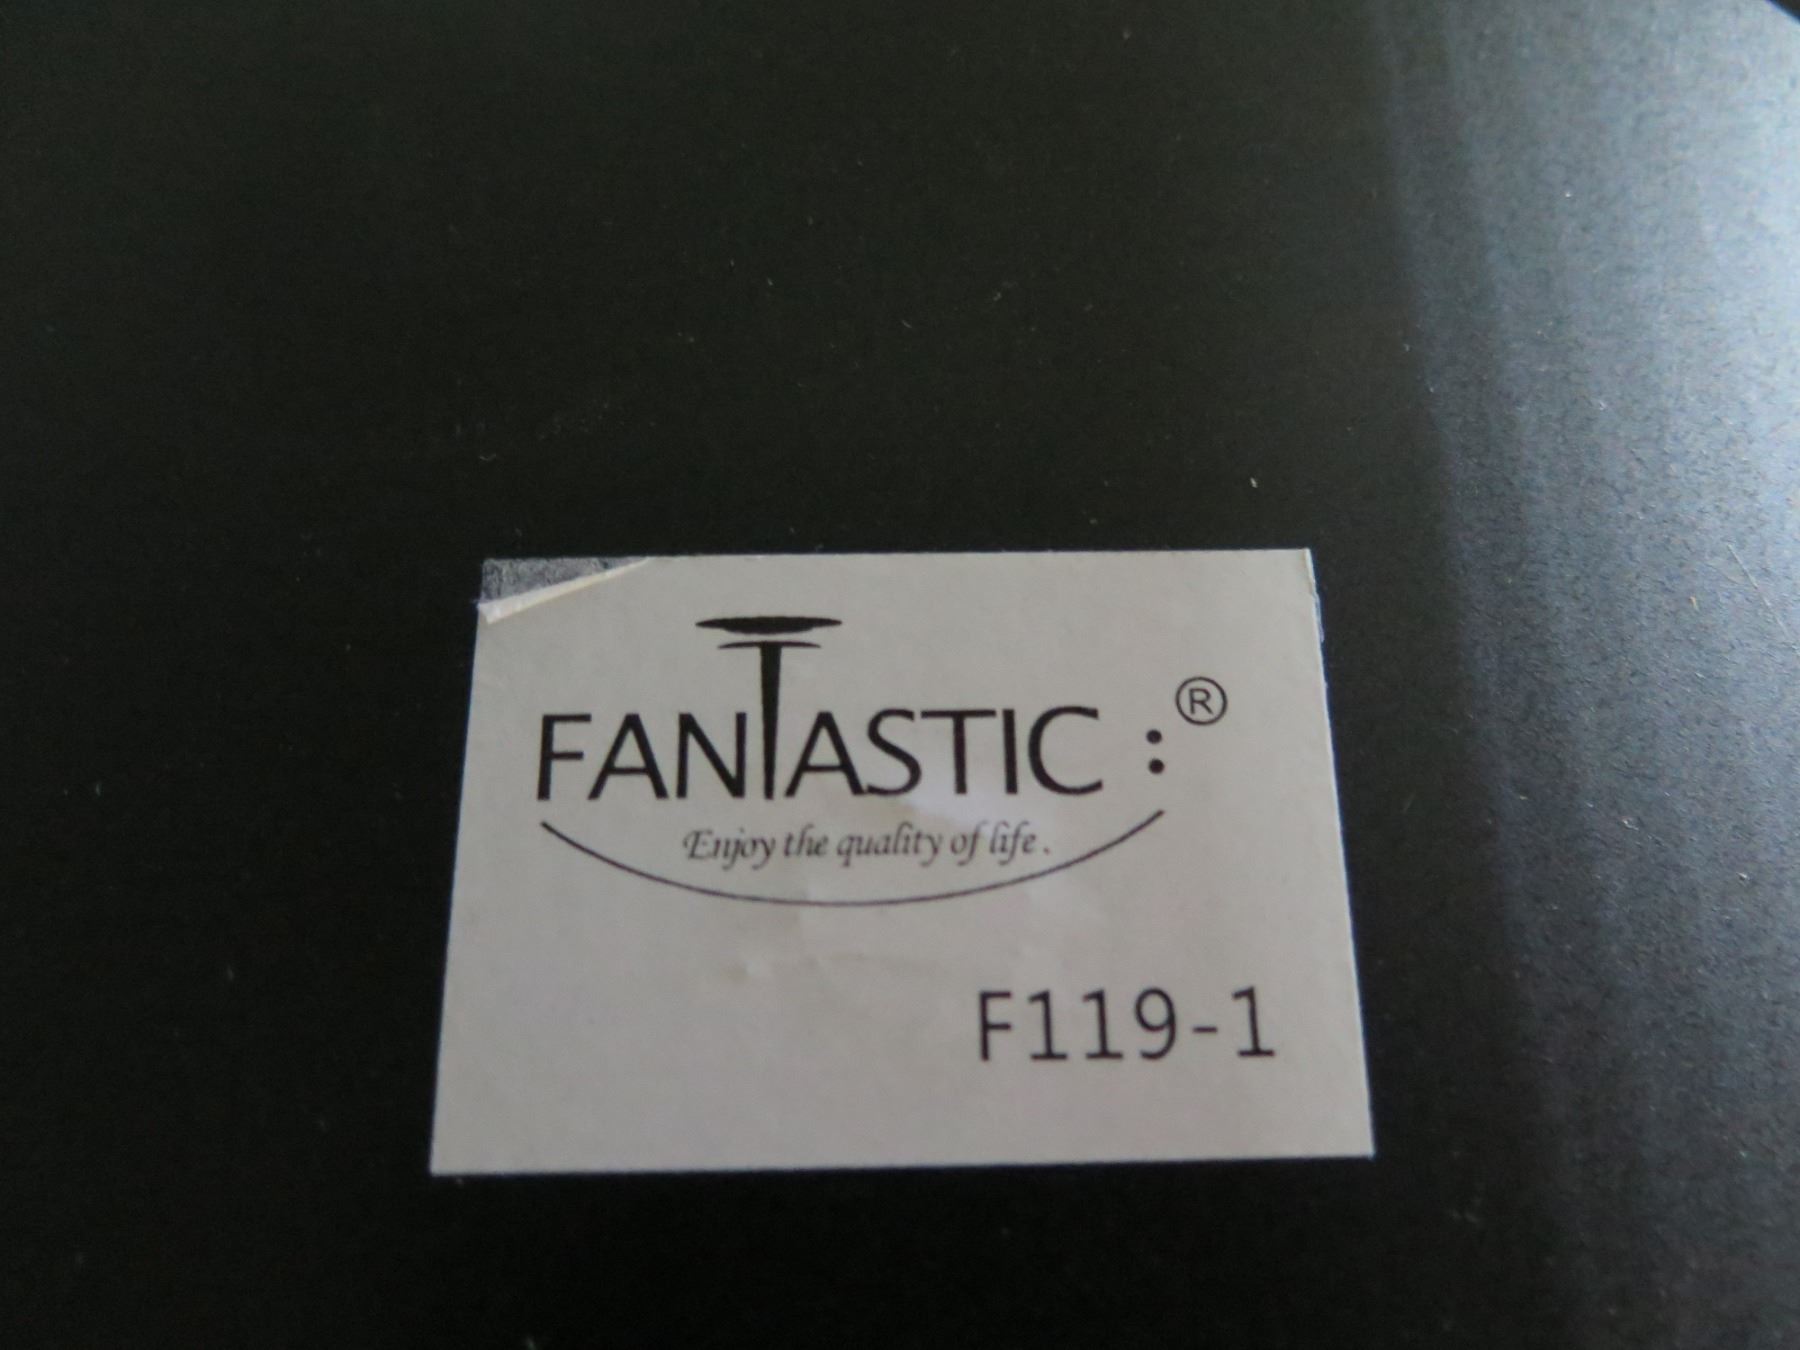 FANTASTIC :®
Enjoy the quality of life.
F119-1